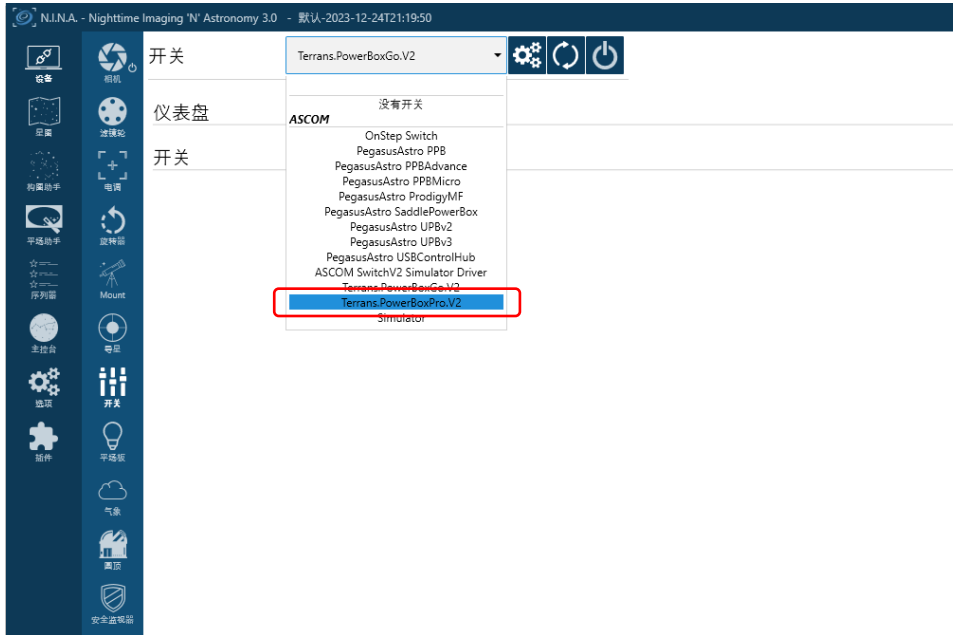 N.I.N.A. - Nighttime Imaging 'N' Astronomy 3.0 - 默认-2023-12-24T21:19:50
设备
星图
构图助手
平场助手
序列器
主控台
选项
插件
相机
滤镜轮
电调
旋转器
Mount
导星
开关
平场板
气象
圆顶
安全监视器
开关
Terrans.PowerBoxGo.V2
仪表盘
开关
没有开关
ASCOM
OnStep Switch
PegasusAstro PPB
PegasusAstro PPBAdvance
PegasusAstro PPBMicro
PegasusAstro ProdigyMF
PegasusAstro SaddlePowerBox
PegasusAstro UPBv2
PegasusAstro UPBv3
PegasusAstro USBControlHub
ASCOM SwitchV2 Simulator Driver
Terrans.PowerBoxGo.V2
Terrans.PowerBoxPro.V2
Simulator